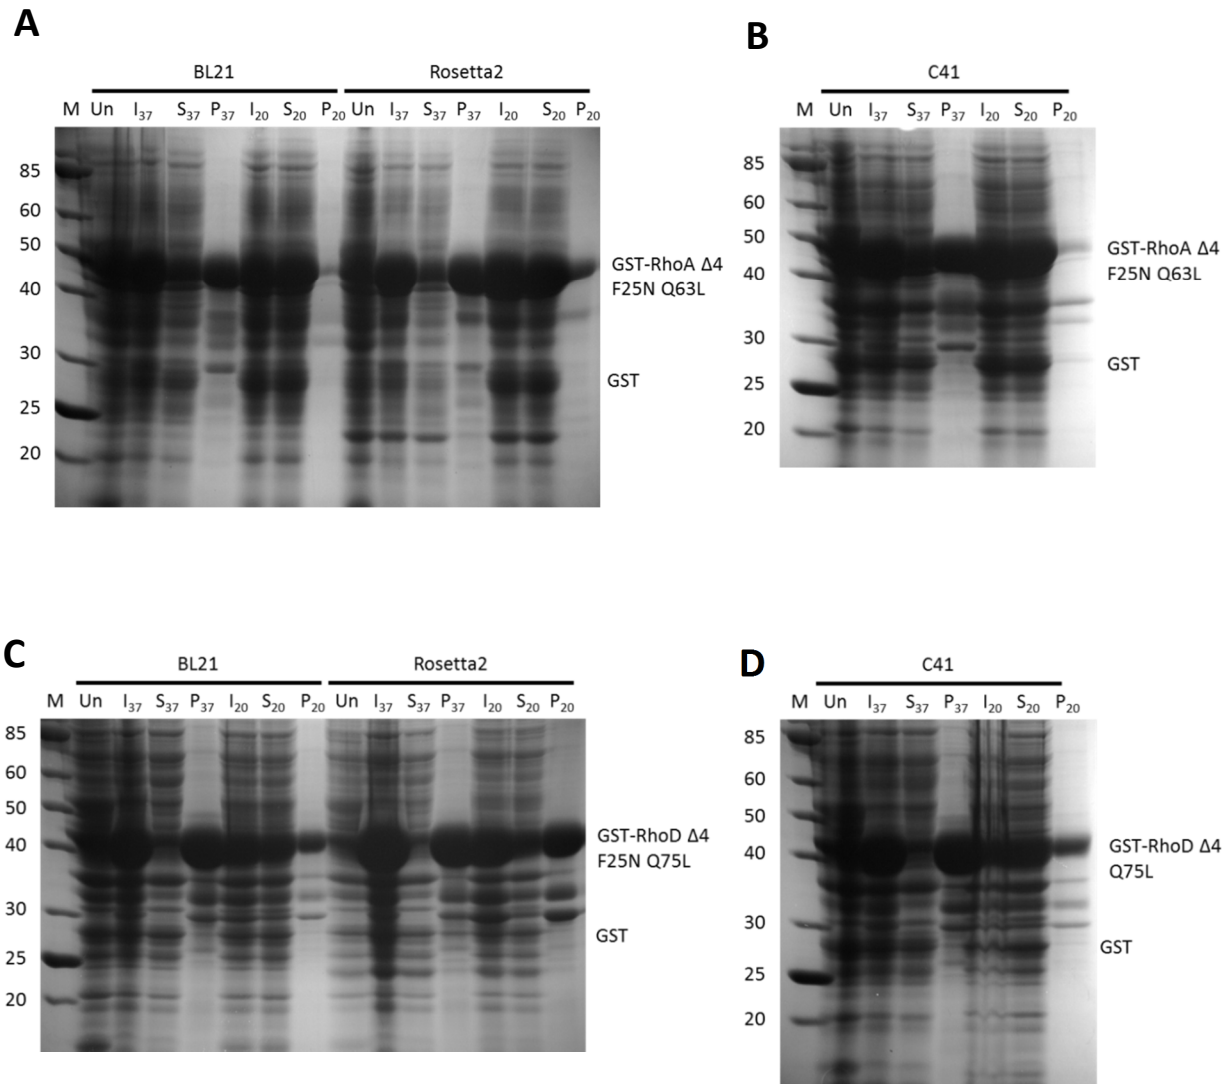 A
BL21 Rosetta2
M Un I37 S37 P37 I20 S20 P20 Un I37 S37 P37 I20 S20 P20
85
60
50
40
30
25
20
GST-RhoA Δ4
F25N Q63L
GST
B
C41
M Un I37 S37 P37 I20 S20 P20
85
60
50
40
30
25
20
GST-RhoA Δ4
F25N Q63L
GST
C
BL21 Rosetta2
M Un I37 S37 P37 I20 S20 P20 Un I37 S37 P37 I20 S20 P20
85
60
50
40
30
25
20
GST-RhoD Δ4
F25N Q75L
GST
D
C41
M Un I37 S37 P37 I20 S20 P20
85
60
50
40
30
25
20
GST-RhoD Δ4
Q75L
GST